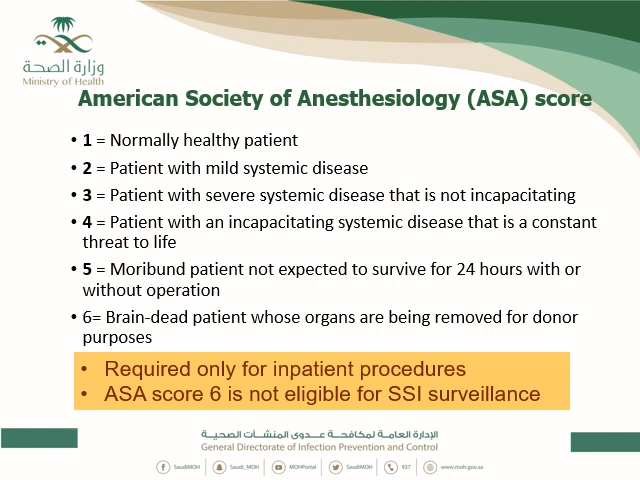 وزارة الصحة
Ministry of Health
American Society of Anesthesiology (ASA) score
• 1 = Normally healthy patient
• 2 = Patient with mild systemic disease
• 3 = Patient with severe systemic disease that is not incapacitating
• 4 = Patient with an incapacitating systemic disease that is a constant
threat to life
• 5 = Moribund patient not expected to survive for 24 hours with or
without operation
• 6= Brain-dead patient whose organs are being removed for donor
purposes
• Required only for inpatient procedures
• ASA score 6 is not eligible for SSI surveillance
الإدارة العامة لمكافحة عدوى المنشآت الصحية
General Directorate of Infection Prevention and Control
SaudiMOH Saudi_MOH MOHPortal SaudiMOH 937 www.moh.gov.sa